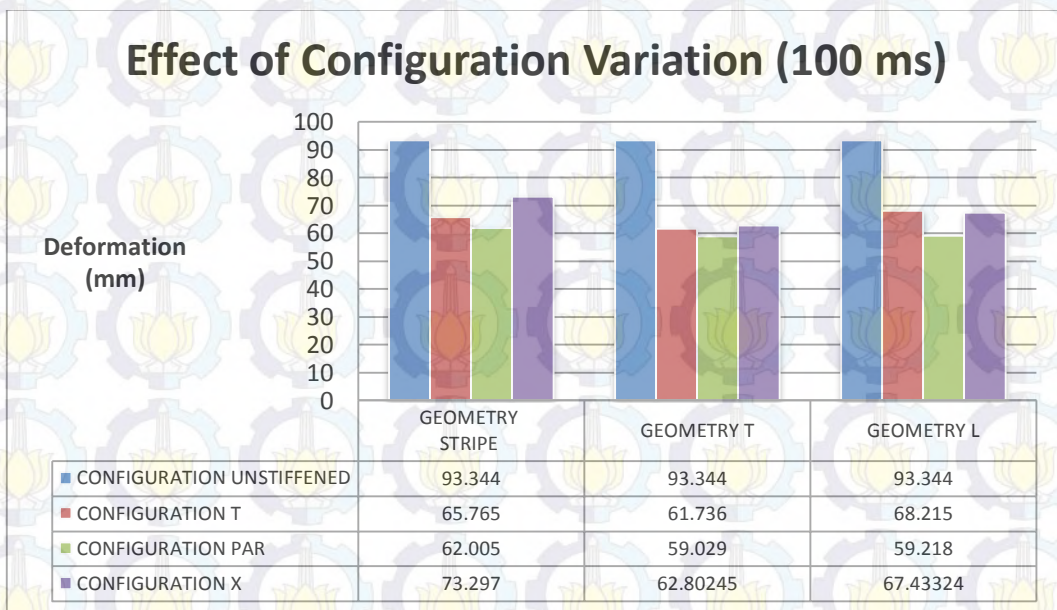 Effect of Configuration Variation (100 ms)
Deformation
(mm)
100
90
80
70
60
50
40
30
20
10
0
GEOMETRY
STRIPE
GEOMETRY T
GEOMETRY L
CONFIGURATION UNSTIFFENED 93.344 93.344 93.344
CONFIGURATION T 65.765 61.736 68.215
CONFIGURATION PAR 62.005 59.029 59.218
CONFIGURATION X 73.297 62.80245 67.43324